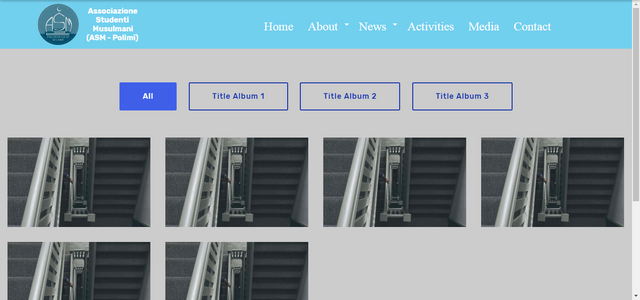 Associazione
Studenti
Musulmani
(ASM - Polimi)
ASM
Home About News Activities Media Contact
All Title Album 1 Title Album 2 Title Album 3